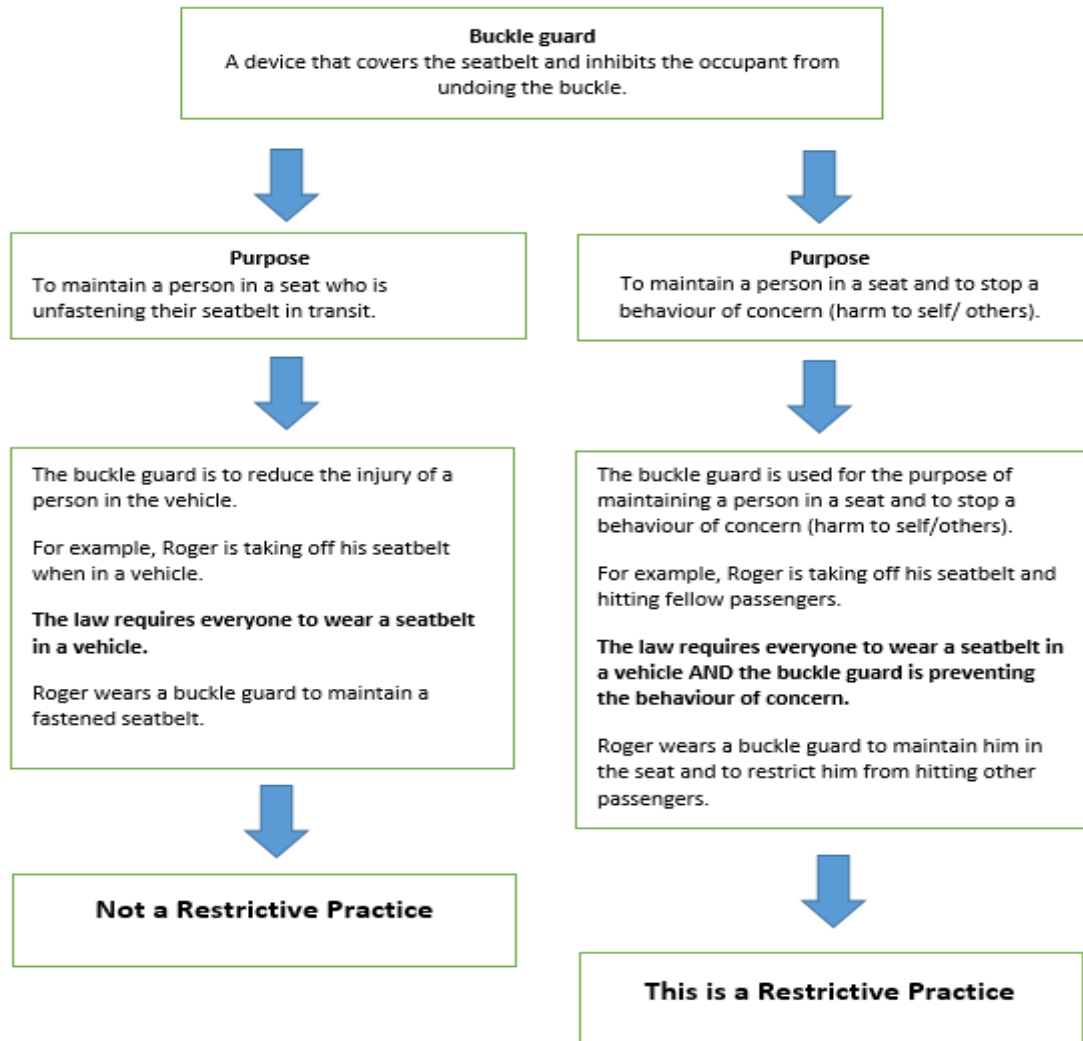 Buckle guard
A device that covers the seatbelt and inhibits the occupant from
undoing the buckle.
Purpose
To maintain a person in a seat who is
unfastening their seatbelt in transit.
Purpose
To maintain a person in a seat and to stop a
behaviour of concern (harm to self/ others).
The buckle guard is to reduce the injury of a
person in the vehicle.
For example, Roger is taking off his seatbelt
when in a vehicle.
The law requires everyone to wear a seatbelt
in a vehicle.
Roger wears a buckle guard to maintain a
fastened seatbelt.
The buckle guard is used for the purpose of
maintaining a person in a seat and to stop a
behaviour of concern (harm to self/others).
For example, Roger is taking off his seatbelt and
hitting fellow passengers.
The law requires everyone to wear a seatbelt in
a vehicle AND the buckle guard is preventing
the behaviour of concern.
Roger wears a buckle guard to maintain him in
the seat and to restrict him from hitting other
passengers.
Not a Restrictive Practice
This is a Restrictive Practice